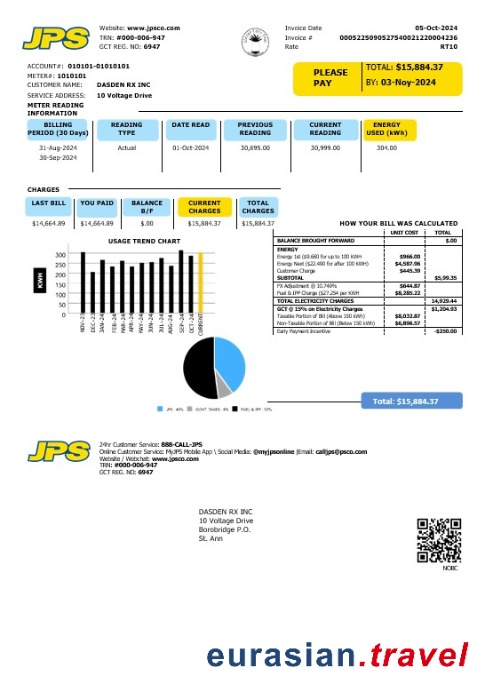 JPS
Website: www.jpsco.com
TRN: #000-006-947
GCT REG. NO: 6947
Invoice Date 05-Oct-2024
Invoice # 0005225090527540021220004236
Rate RT10
ACCOUNT#: 010101-01010101
METER#: 1010101
CUSTOMER NAME: DASDEN RX INC
SERVICE ADDRESS: 10 Voltage Drive
PLEASE PAY
TOTAL: $15,884.37
BY: 03-Nov-2024
METER READING INFORMATION
BILLING PERIOD (30 Days) READING TYPE DATE READ PREVIOUS READING CURRENT READING ENERGY USED (kWh)
31-Aug-2024 Actual 01-Oct-2024 30,695.00 30,999.00 304.00
30-Sep-2024
CHARGES
LAST BILL YOU PAID BALANCE B/F CURRENT CHARGES TOTAL CHARGES
$14,664.89 $14,664.89 $.00 $15,884.37 $15,884.37
HOW YOUR BILL WAS CALCULATED
UNIT COST TOTAL
BALANCE BROUGHT FORWARD $.00
ENERGY
Energy 1st ($9.660 for up to 100 KWH $966.00
Energy Next ($22.490 for after 100 KWH) $4,587.96
Customer Charge $445.39
SUBTOTAL $5,99.35
FX Adjustment @ 10.749% $644.87
Fuel & IPP Charge ($27.254 per KWH $8,285.22
TOTAL ELECTRICITY CHARGES 14,929.44
GCT @ 15% on Electricity Charges $1,204.93
Taxable Portion of Bill (Above 150 kWh) $8,032.87
Non-Taxable Portion of Bill (Below 150 kWh) $6,896.57
Early Payment Incentive -$250.00
USAGE TREND CHART
KWH
300
250
200
150
100
50
0
NOV-23 DEC-23 JAN-24 FEB-24 MAR-24 APR-24 MAY-24 JUN-24 JUL-24 AUG-24 SEP-24 OCT-24 CURRENT
Total: $15,884.37
JPS
24hr Customer Service: 888-CALL-JPS
Online Customer Service: MyJPS Mobile App \ Social Media: @myjpsonline |Email: calljps@jpsco.com
Website / Webchat: www.jpsco.com
TRN: #000-006-947
GCT REG. NO: 6947
DASDEN RX INC
10 Voltage Drive
Borobridge P.O.
St. Ann
NOBC
eurasian.travel